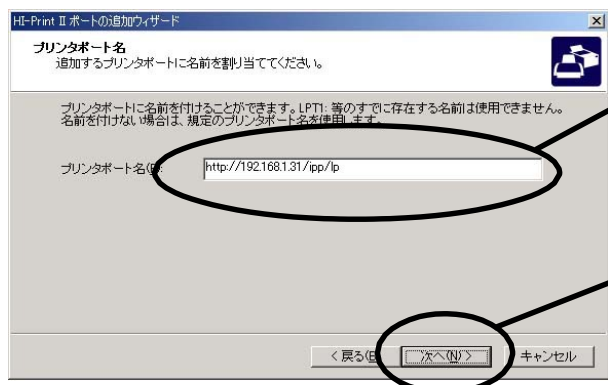 HI-Print II ポートの追加ウィザード
プリンタポート名
追加するプリンタポートに名前を割り当ててください。
プリンタポートに名前を付けることができます。LPT1: 等のすでに存在する名前は使用できません。
名前を付けない場合は、規定のプリンタポート名を使用します。
プリンタポート名(P): http://192.168.1.31/ipp/lp
< 戻る(B) 次へ(N) > キャンセル